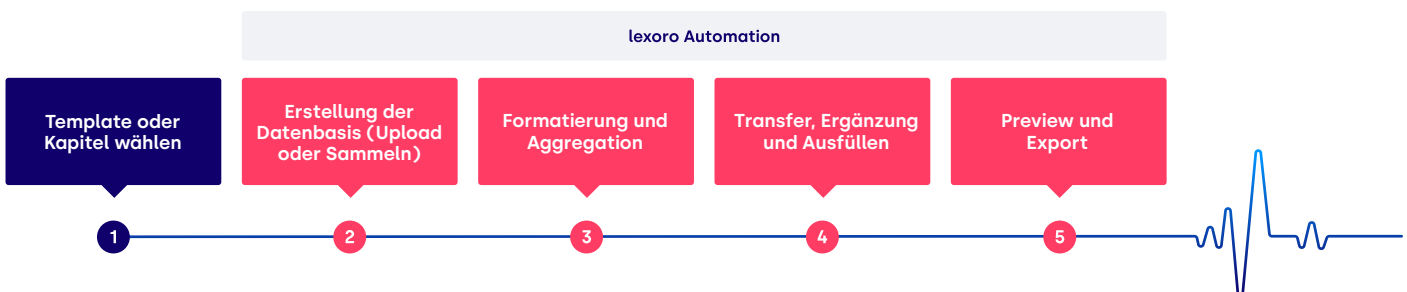 lexoro Automation
Template oder
Kapitel wählen
Erstellung der
Datenbasis (Upload
oder Sammeln)
Formatierung und
Aggregation
Transfer, Ergänzung
und Ausfüllen
Preview und
Export
1
2
3
4
5